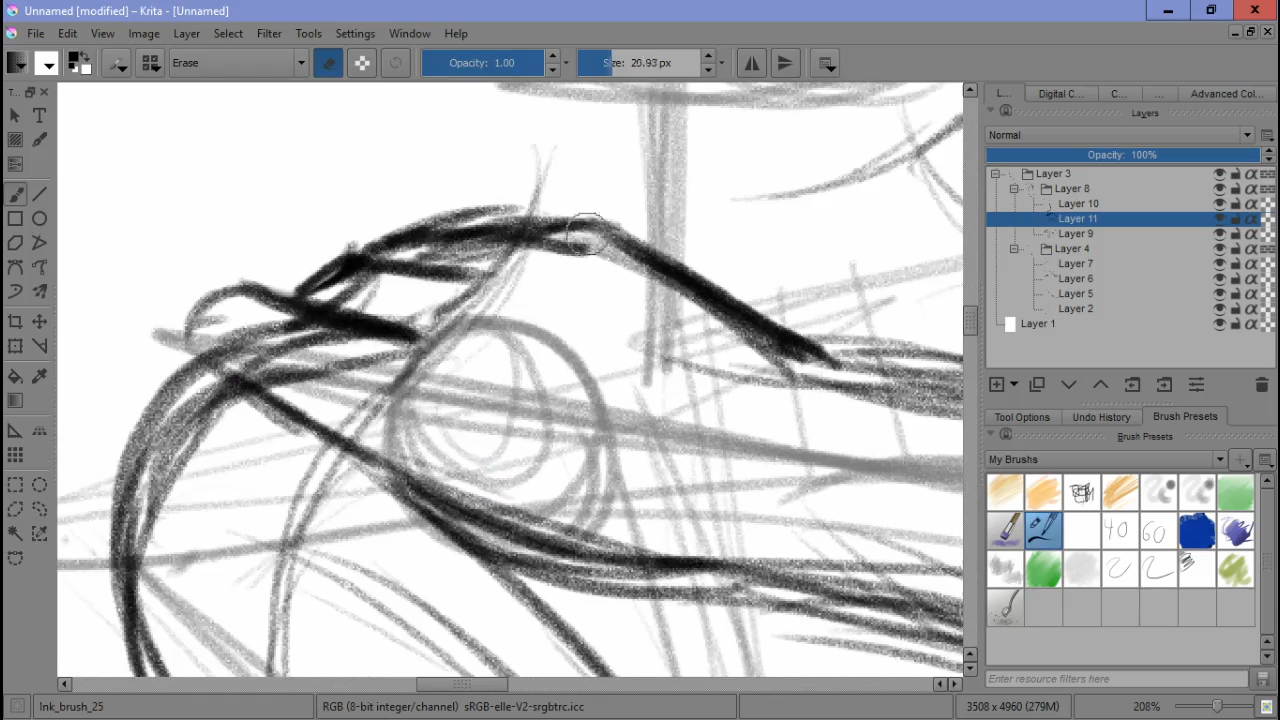 Unnamed [modified] – Krita - [Unnamed]
File Edit View Image Layer Select Filter Tools Settings Window Help
Erase
Opacity: 1.00
Size: 20.93 px
T...
L...
Digital C...
C...
...
Advanced Col...
Layers
Normal
Opacity: 100%
Layer 3
Layer 8
Layer 10
Layer 11
Layer 9
Layer 4
Layer 7
Layer 6
Layer 5
Layer 2
Layer 1
Tool Options
Undo History
Brush Presets
Brush Presets
My Brushes
40
60
Enter resource filters here
Ink_brush_25
RGB (8-bit integer/channel) sRGB-elle-V2-srgbtrc.icc
3508 x 4960 (279M)
208%